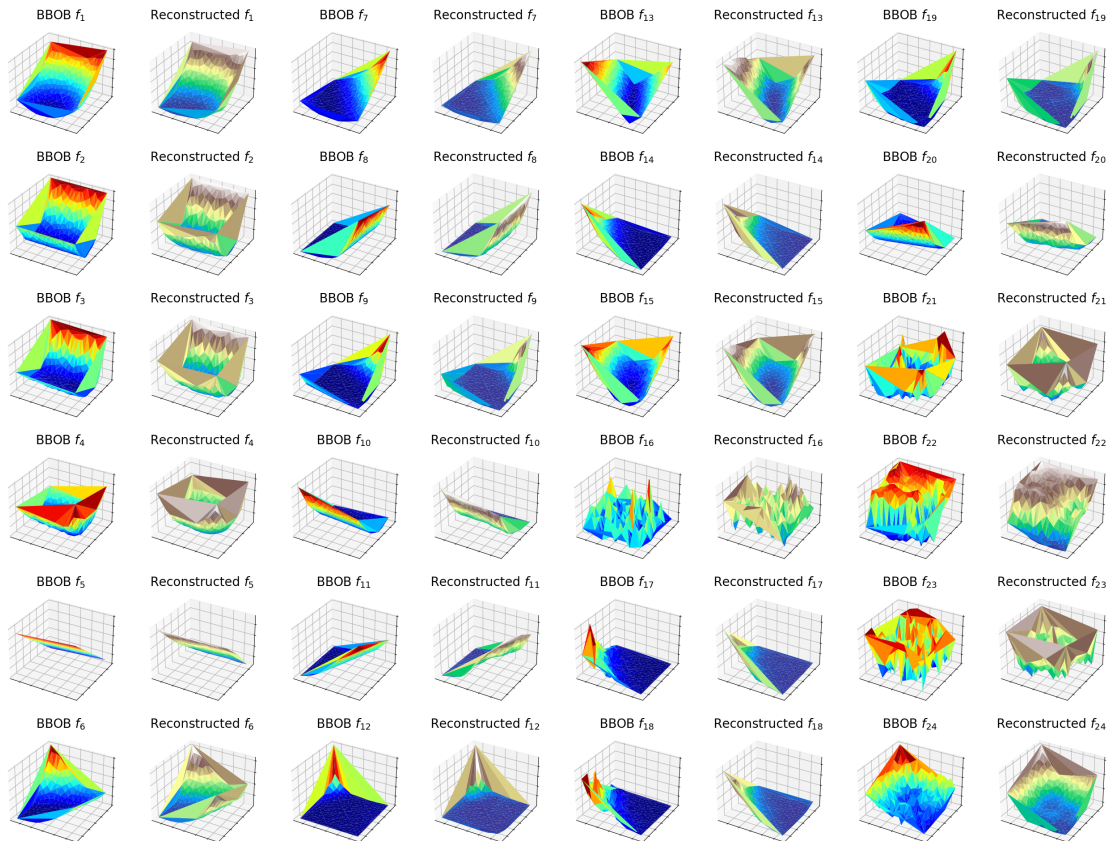 BBOB f₁ Reconstructed f₁ BBOB f₇ Reconstructed f₇ BBOB f₁₃ Reconstructed f₁₃ BBOB f₁₉ Reconstructed f₁₉
BBOB f₂ Reconstructed f₂ BBOB f₈ Reconstructed f₈ BBOB f₁₄ Reconstructed f₁₄ BBOB f₂₀ Reconstructed f₂₀
BBOB f₃ Reconstructed f₃ BBOB f₉ Reconstructed f₉ BBOB f₁₅ Reconstructed f₁₅ BBOB f₂₁ Reconstructed f₂₁
BBOB f₄ Reconstructed f₄ BBOB f₁₀ Reconstructed f₁₀ BBOB f₁₆ Reconstructed f₁₆ BBOB f₂₂ Reconstructed f₂₂
BBOB f₅ Reconstructed f₅ BBOB f₁₁ Reconstructed f₁₁ BBOB f₁₇ Reconstructed f₁₇ BBOB f₂₃ Reconstructed f₂₃
BBOB f₆ Reconstructed f₆ BBOB f₁₂ Reconstructed f₁₂ BBOB f₁₈ Reconstructed f₁₈ BBOB f₂₄ Reconstructed f₂₄